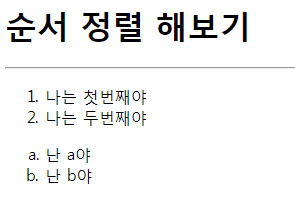 순서 정렬 해보기
1. 나는 첫번째야
2. 나는 두번째야
a. 난 a야
b. 난 b야